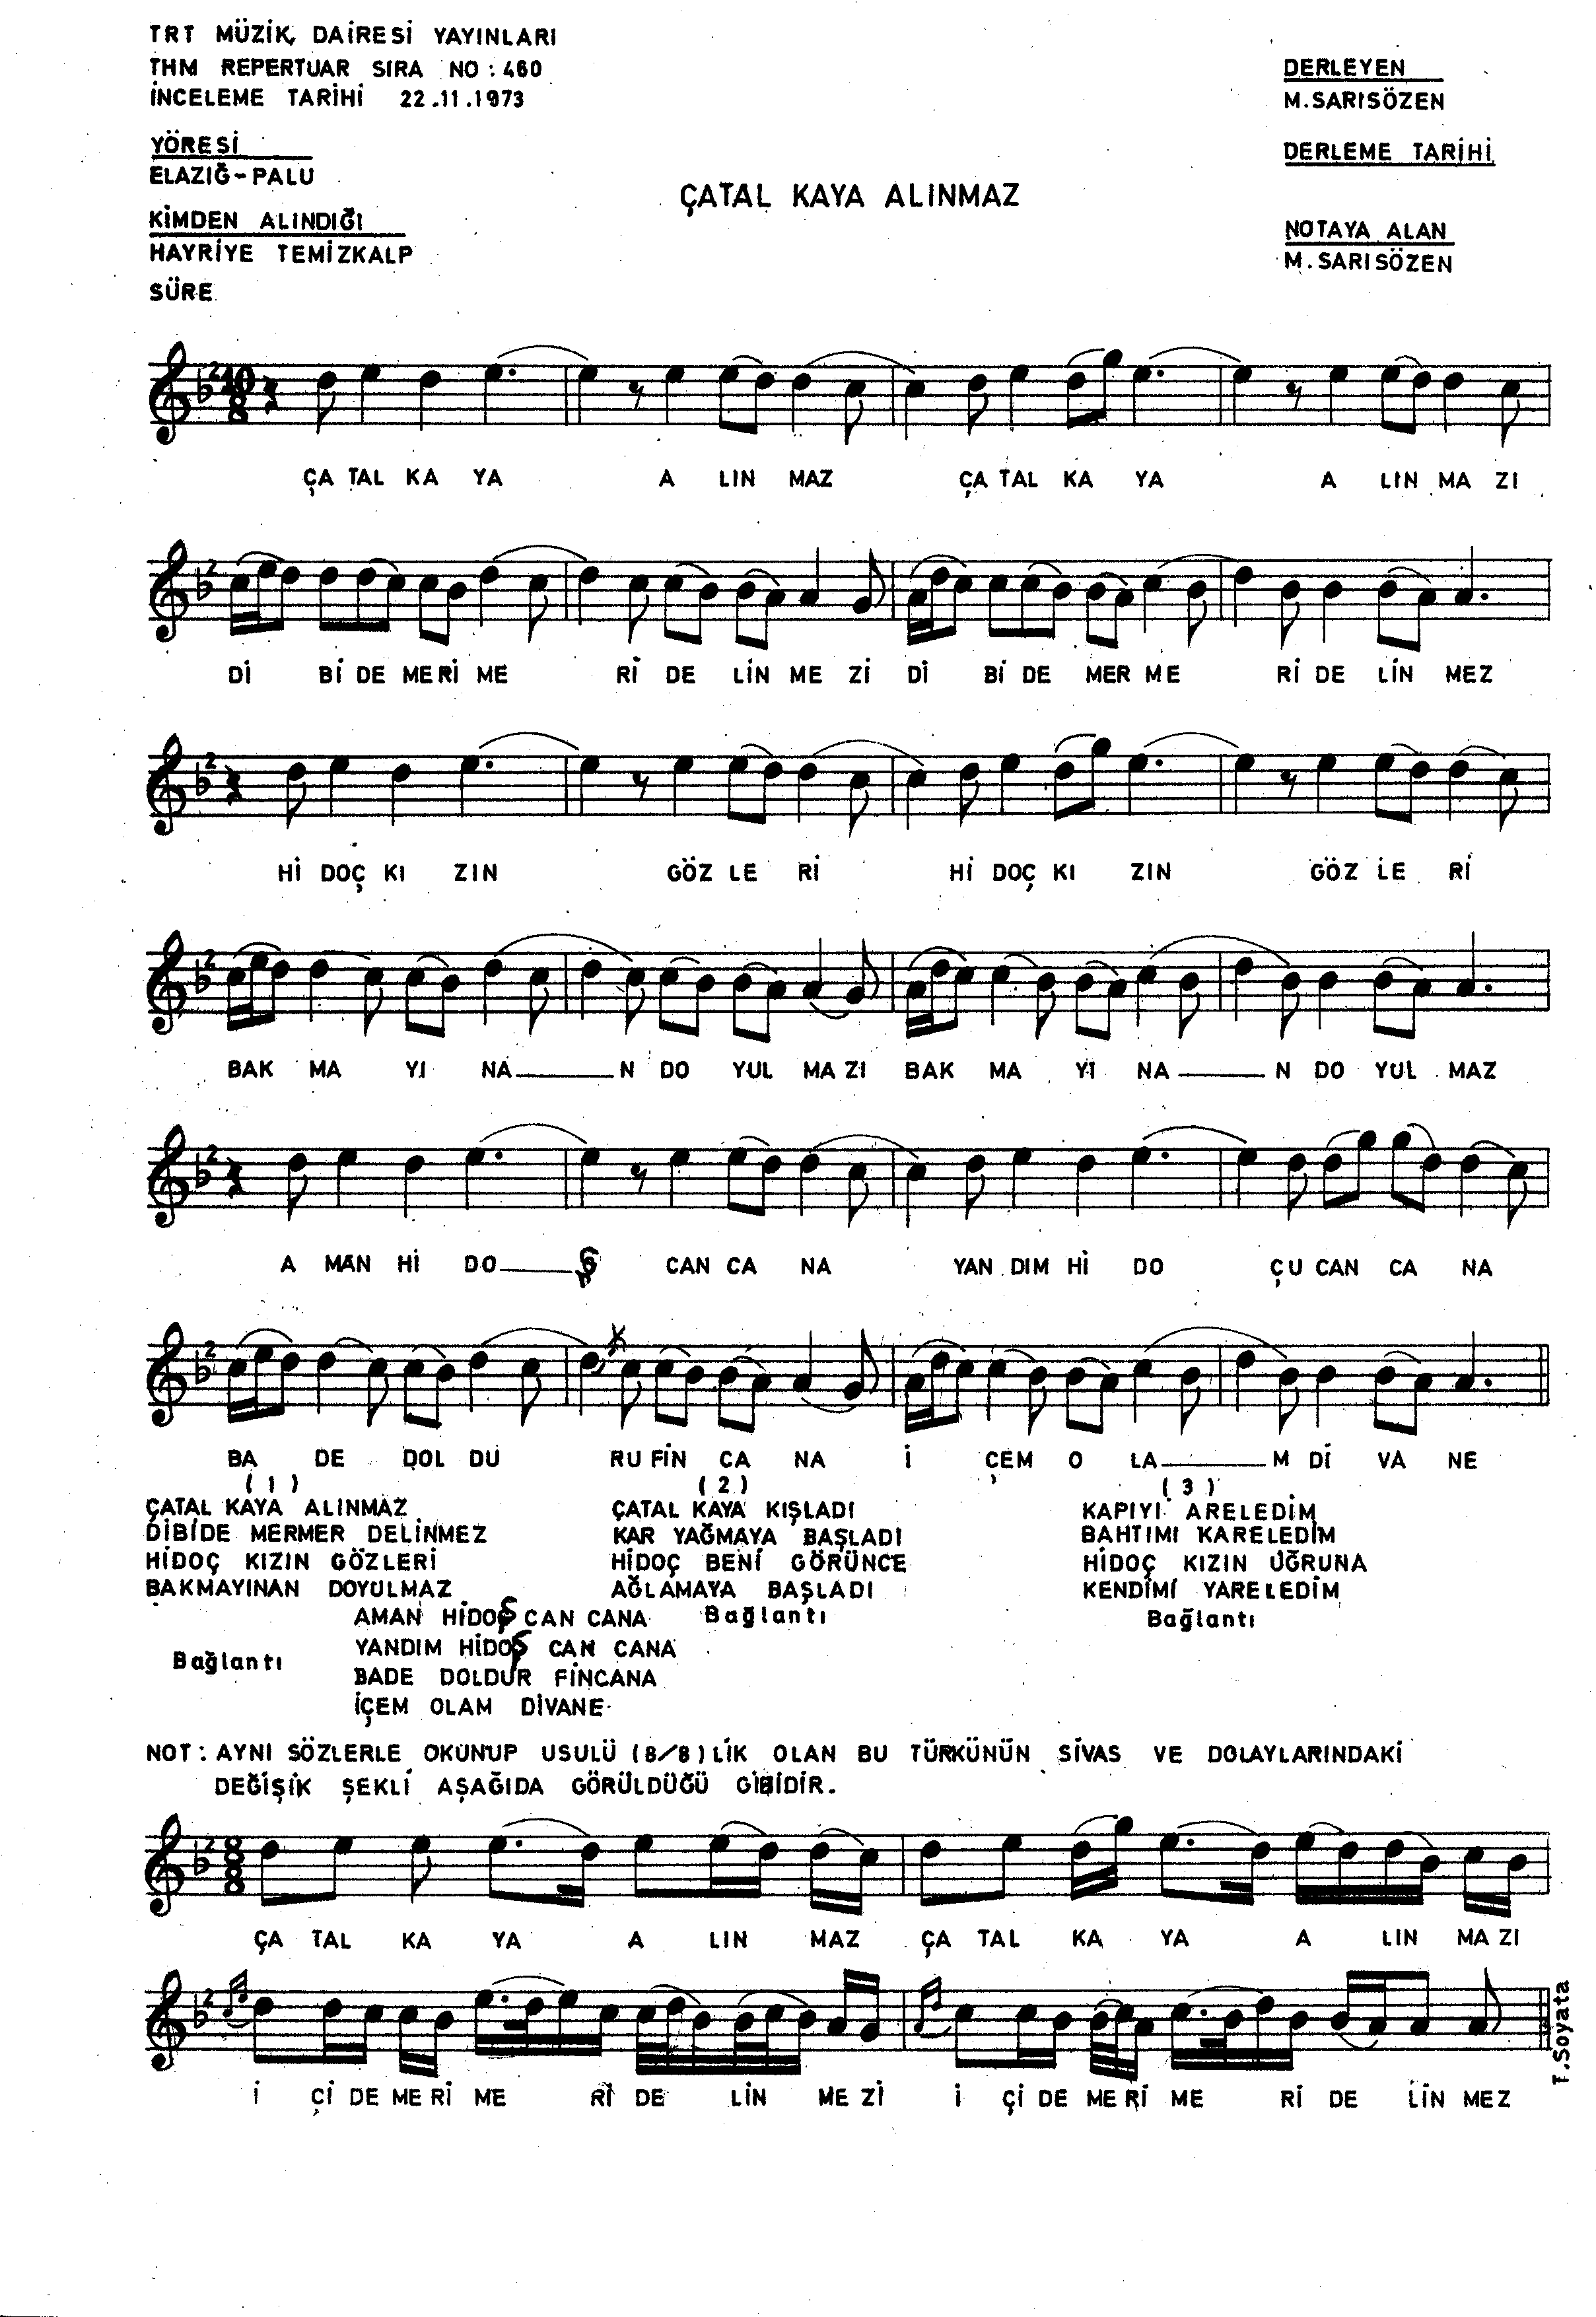 TRT MÜZİK DAİRESİ YAYINLARI
THM REPERTUAR SIRA NO : 460
İNCELEME TARİHİ 22.11.1973
DERLEYEN
M.SARISÖZEN
YÖRESİ
ELAZIĞ-PALU
DERLEME TARİHİ
ÇATAL KAYA ALINMAZ
KİMDEN ALINDIĞI
HAYRİYE TEMİZKALP
NOTAYA ALAN
M.SARISÖZEN
SÜRE
2 10 8
ÇA TAL KA YA A LIN MAZ ÇA TAL KA YA A LIN MA ZI
2
Dİ Bİ DE ME Rİ ME Rİ DE LİN ME Zİ Dİ Bİ DE MER ME Rİ DE LİN MEZ
2
Hİ DOÇ KI ZIN GÖZ LE Rİ Hİ DOÇ KI ZIN GÖZ LE Rİ
2
BAK MA YI NA N DO YUL MA ZI BAK MA YI NA N DO YUL MAZ
2
A MAN Hİ DO Ş CAN CA NA YAN DIM Hİ DO ÇU CAN CA NA
2
BA DE DOL DU RU FİN CA NA İ ÇEM O LA M Dİ VA NE
(1) (2) (3)
ÇATAL KAYA ALINMAZ ÇATAL KAYA KIŞLADI KAPIYI ARELEDİM
DİBİDE MERMER DELİNMEZ KAR YAĞMAYA BAŞLADI BAHTIMI KARELEDİM
HİDOÇ KIZIN GÖZLERİ HİDOÇ BENİ GÖRÜNCE HİDOÇ KIZIN UĞRUNA
BAKMAYINAN DOYULMAZ AĞLAMAYA BAŞLADI KENDİMİ YARELEDİM
AMAN HİDOŞ CAN CANA Bağlantı Bağlantı
YANDIM HİDOŞ CAN CANA
Bağlantı
BADE DOLDUR FİNCANA
İÇEM OLAM DİVANE
NOT : AYNI SÖZLERLE OKUNUP USULÜ (8/8)LİK OLAN BU TÜRKÜNÜN SİVAS VE DOLAYLARINDAKİ
DEĞİŞİK ŞEKLİ AŞAĞIDA GÖRÜLDÜĞÜ GİBİDİR.
2 8 8
ÇA TAL KA YA A LIN MAZ ÇA TAL KA YA A LIN MA ZI
İ Çİ DE ME Rİ ME Rİ DE LİN ME Zİ İ Çİ DE ME Rİ ME Rİ DE LİN MEZ
T.Soyata